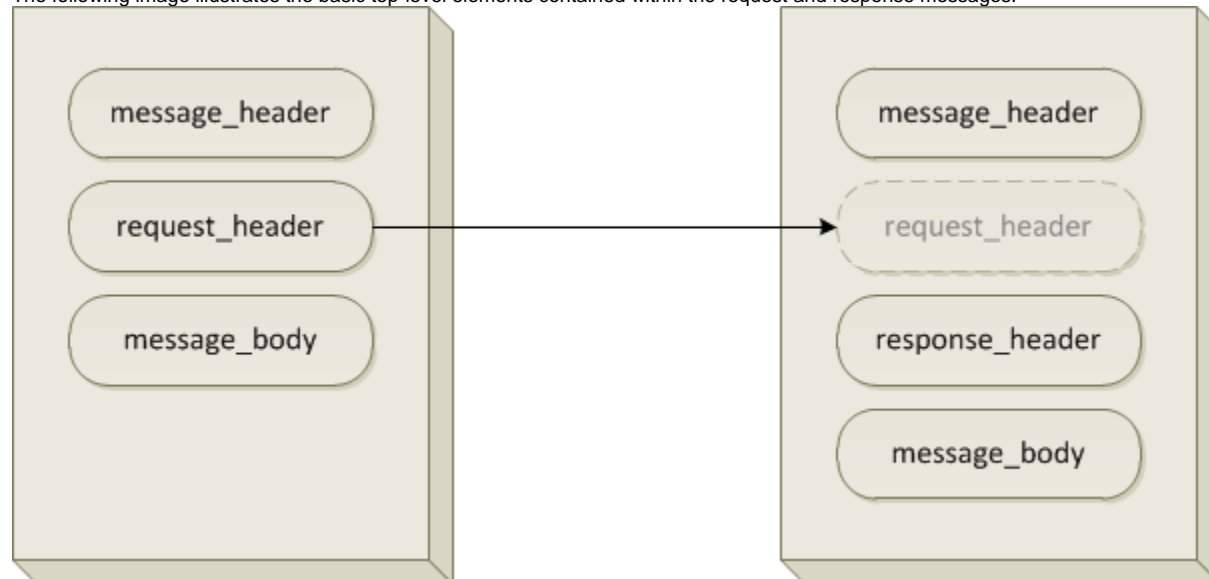 The following image illustrates the basic top level elements contained within the request and response messages.
message_header
request_header
message_body
message_header
request_header
response_header
message_body